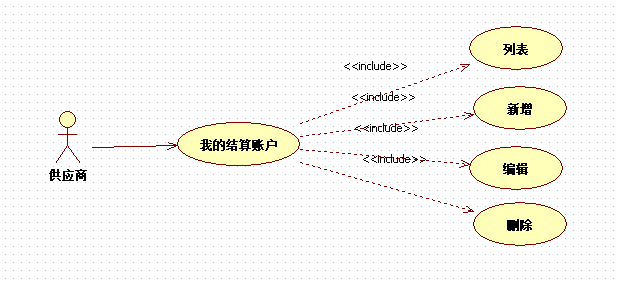 列表
<<include>>
<<include>>
新增
<<include>>
供应商
我的结算账户
<<include>>
编辑
删除